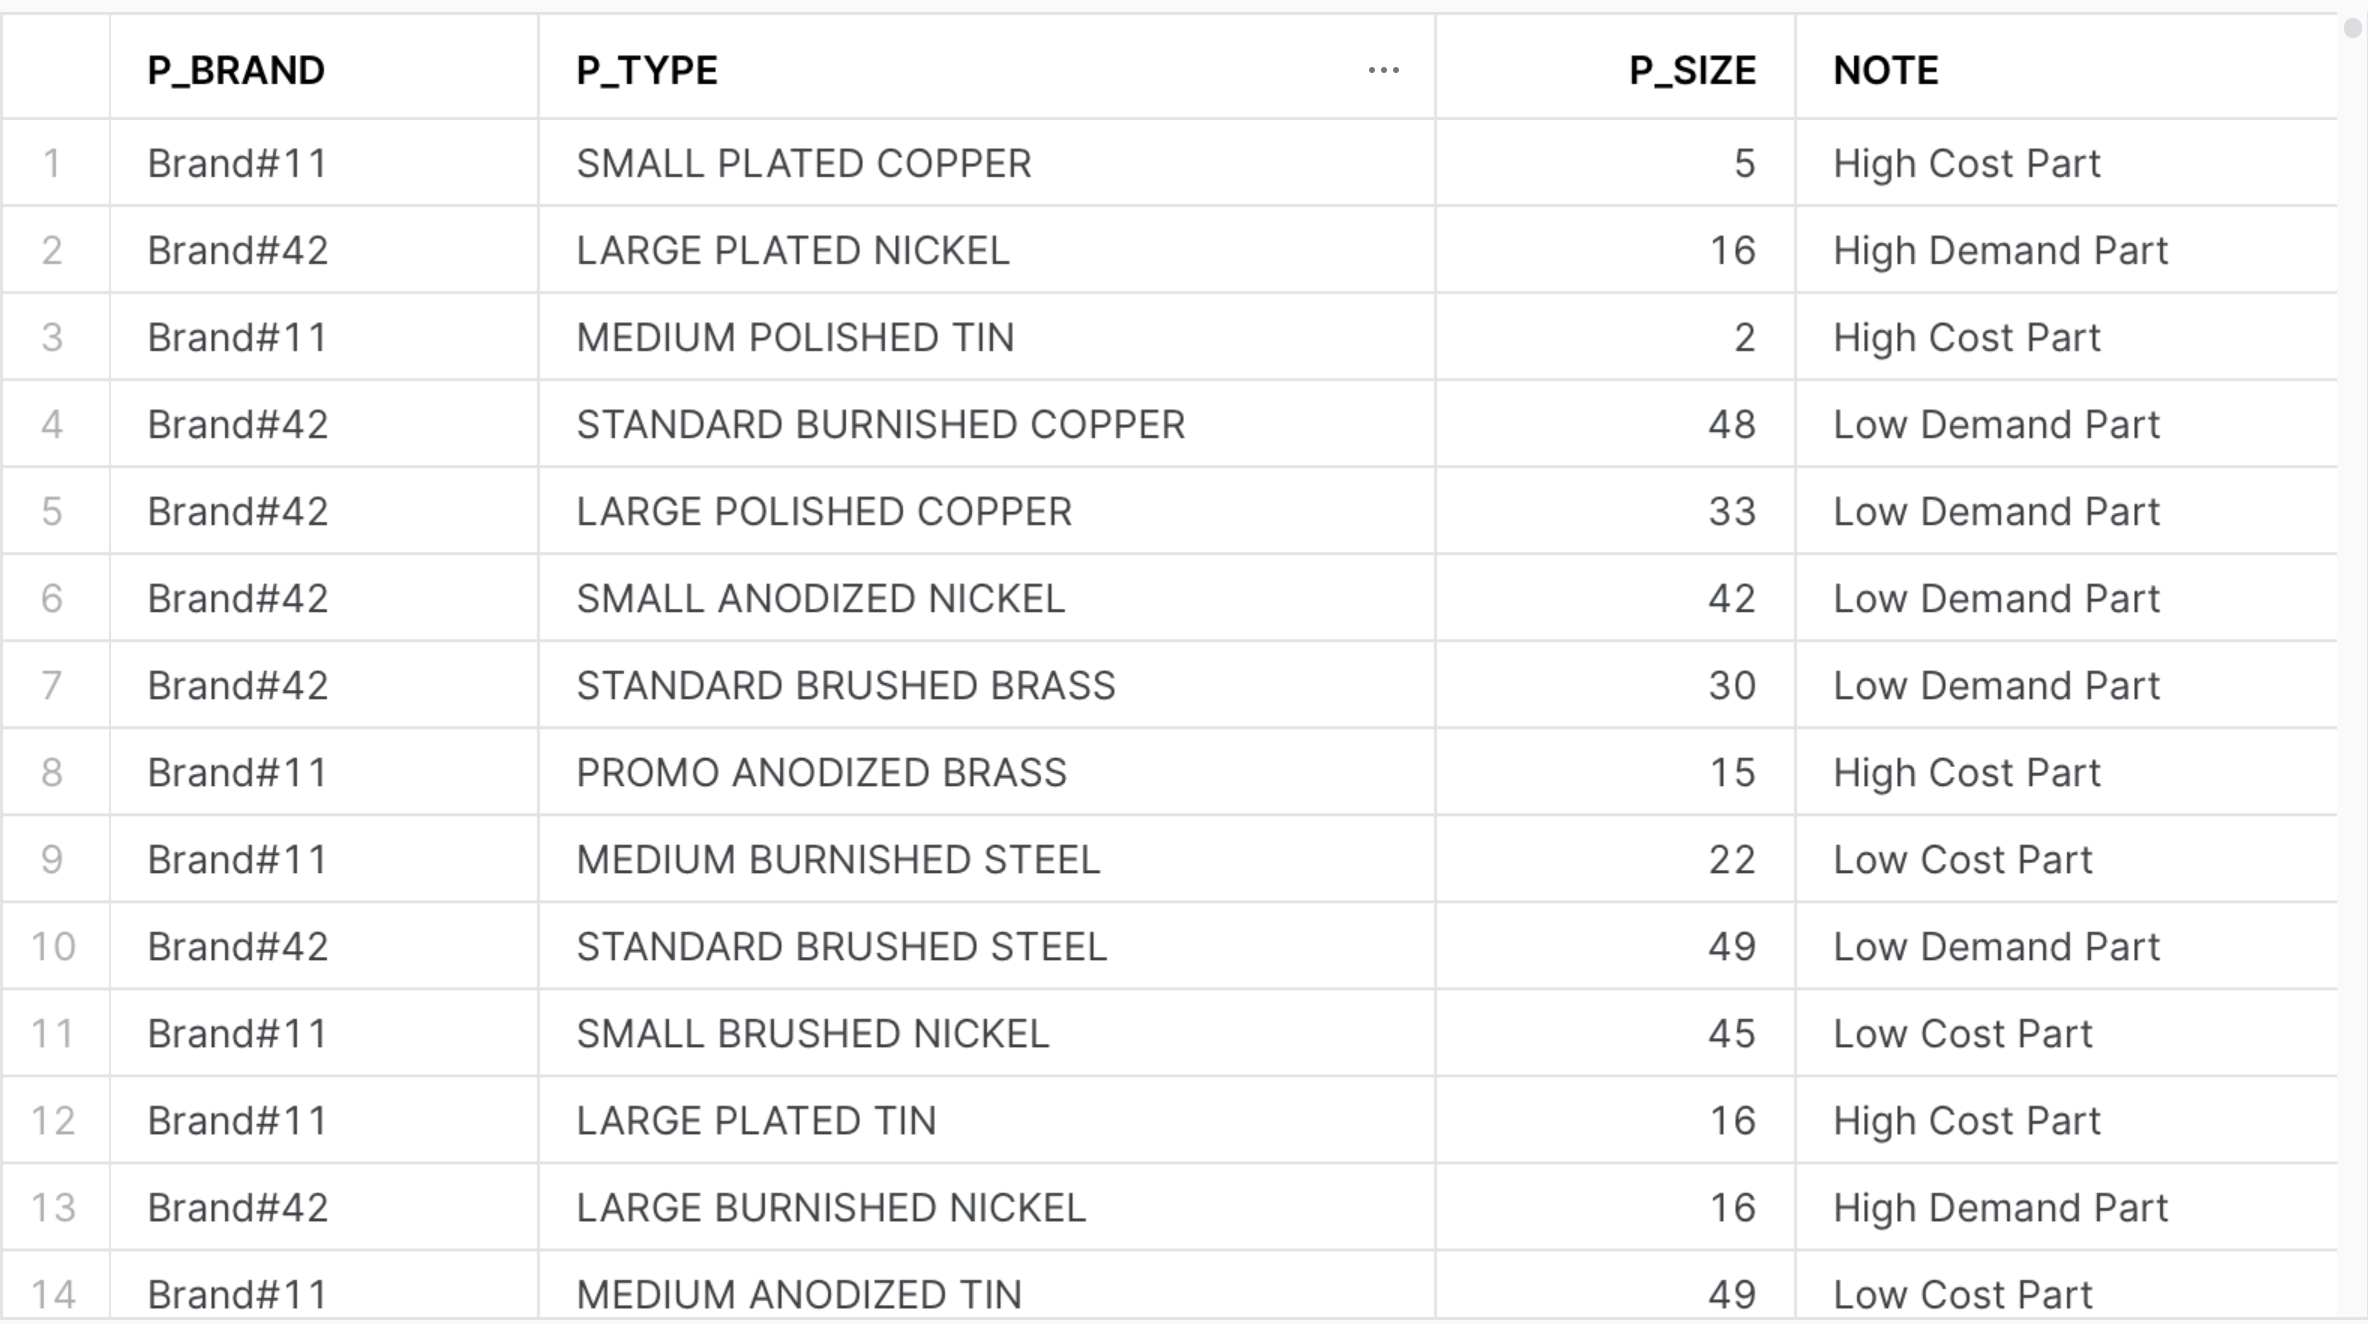 P_BRAND P_TYPE ... P_SIZE NOTE
1 Brand#11 SMALL PLATED COPPER 5 High Cost Part
2 Brand#42 LARGE PLATED NICKEL 16 High Demand Part
3 Brand#11 MEDIUM POLISHED TIN 2 High Cost Part
4 Brand#42 STANDARD BURNISHED COPPER 48 Low Demand Part
5 Brand#42 LARGE POLISHED COPPER 33 Low Demand Part
6 Brand#42 SMALL ANODIZED NICKEL 42 Low Demand Part
7 Brand#42 STANDARD BRUSHED BRASS 30 Low Demand Part
8 Brand#11 PROMO ANODIZED BRASS 15 High Cost Part
9 Brand#11 MEDIUM BURNISHED STEEL 22 Low Cost Part
10 Brand#42 STANDARD BRUSHED STEEL 49 Low Demand Part
11 Brand#11 SMALL BRUSHED NICKEL 45 Low Cost Part
12 Brand#11 LARGE PLATED TIN 16 High Cost Part
13 Brand#42 LARGE BURNISHED NICKEL 16 High Demand Part
14 Brand#11 MEDIUM ANODIZED TIN 49 Low Cost Part